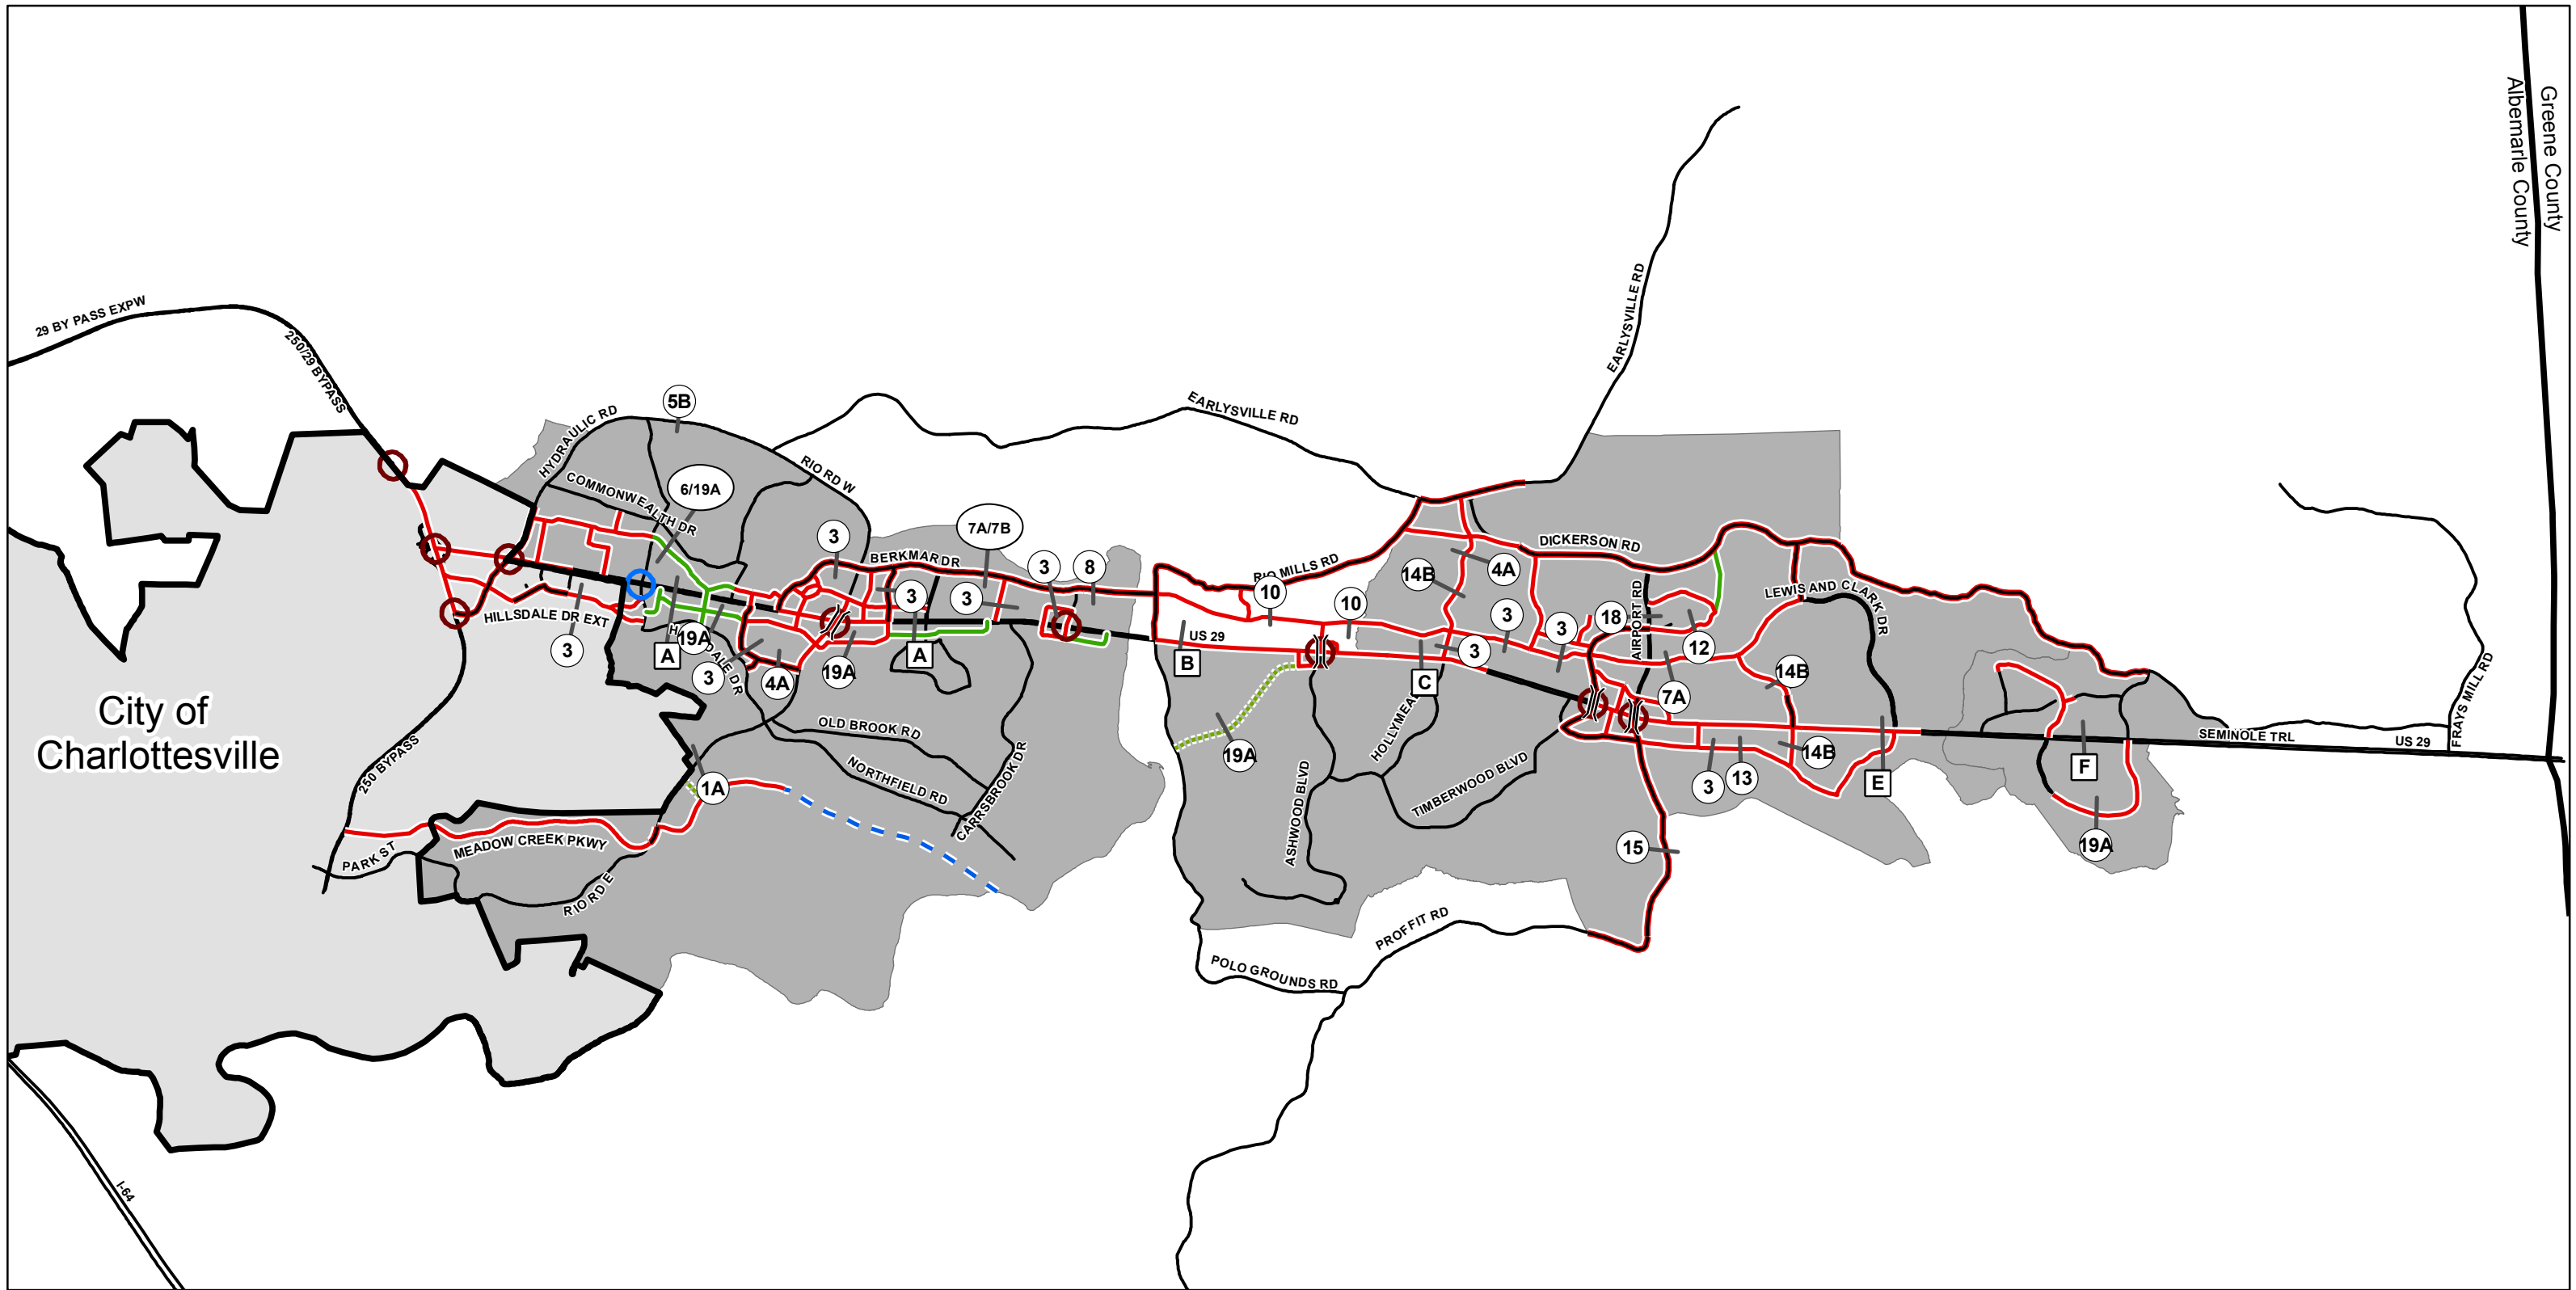 Greene County
Albemarle County
29 BY PASS EXPW
250/29 BYPASS
EARLYSVILLE RD
5B
EARLYSVILLE RD
HYDRAULIC RD
RIO RD W
COMMONWEALTH DR
6/19A
7A/7B
3
BERKMAR DR
3
8
RIO MILLS RD
DICKERSON RD
14B
4A
LEWIS AND CLARK DR
10
10
3
3
3
18
AIRPORT RD
12
3
3
HILLSDALE DR EXT
19A
A
A
US 29
B
C
3
14B
7A
3
3
4A
19A
City of
Charlottesville
OLD BROOK RD
19A
14B
E
F
SEMINOLE TRL
US 29
FRAYS MILL RD
250 BYPASS
1A
NORTHFIELD RD
CARRSBROOK DR
ASHWOOD BLVD
TIMBERWOOD BLVD
3
13
15
19A
MEADOW CREEK PKWY
PARK ST
RIO RD E
PROFFIT RD
POLO GROUNDS RD
I-64